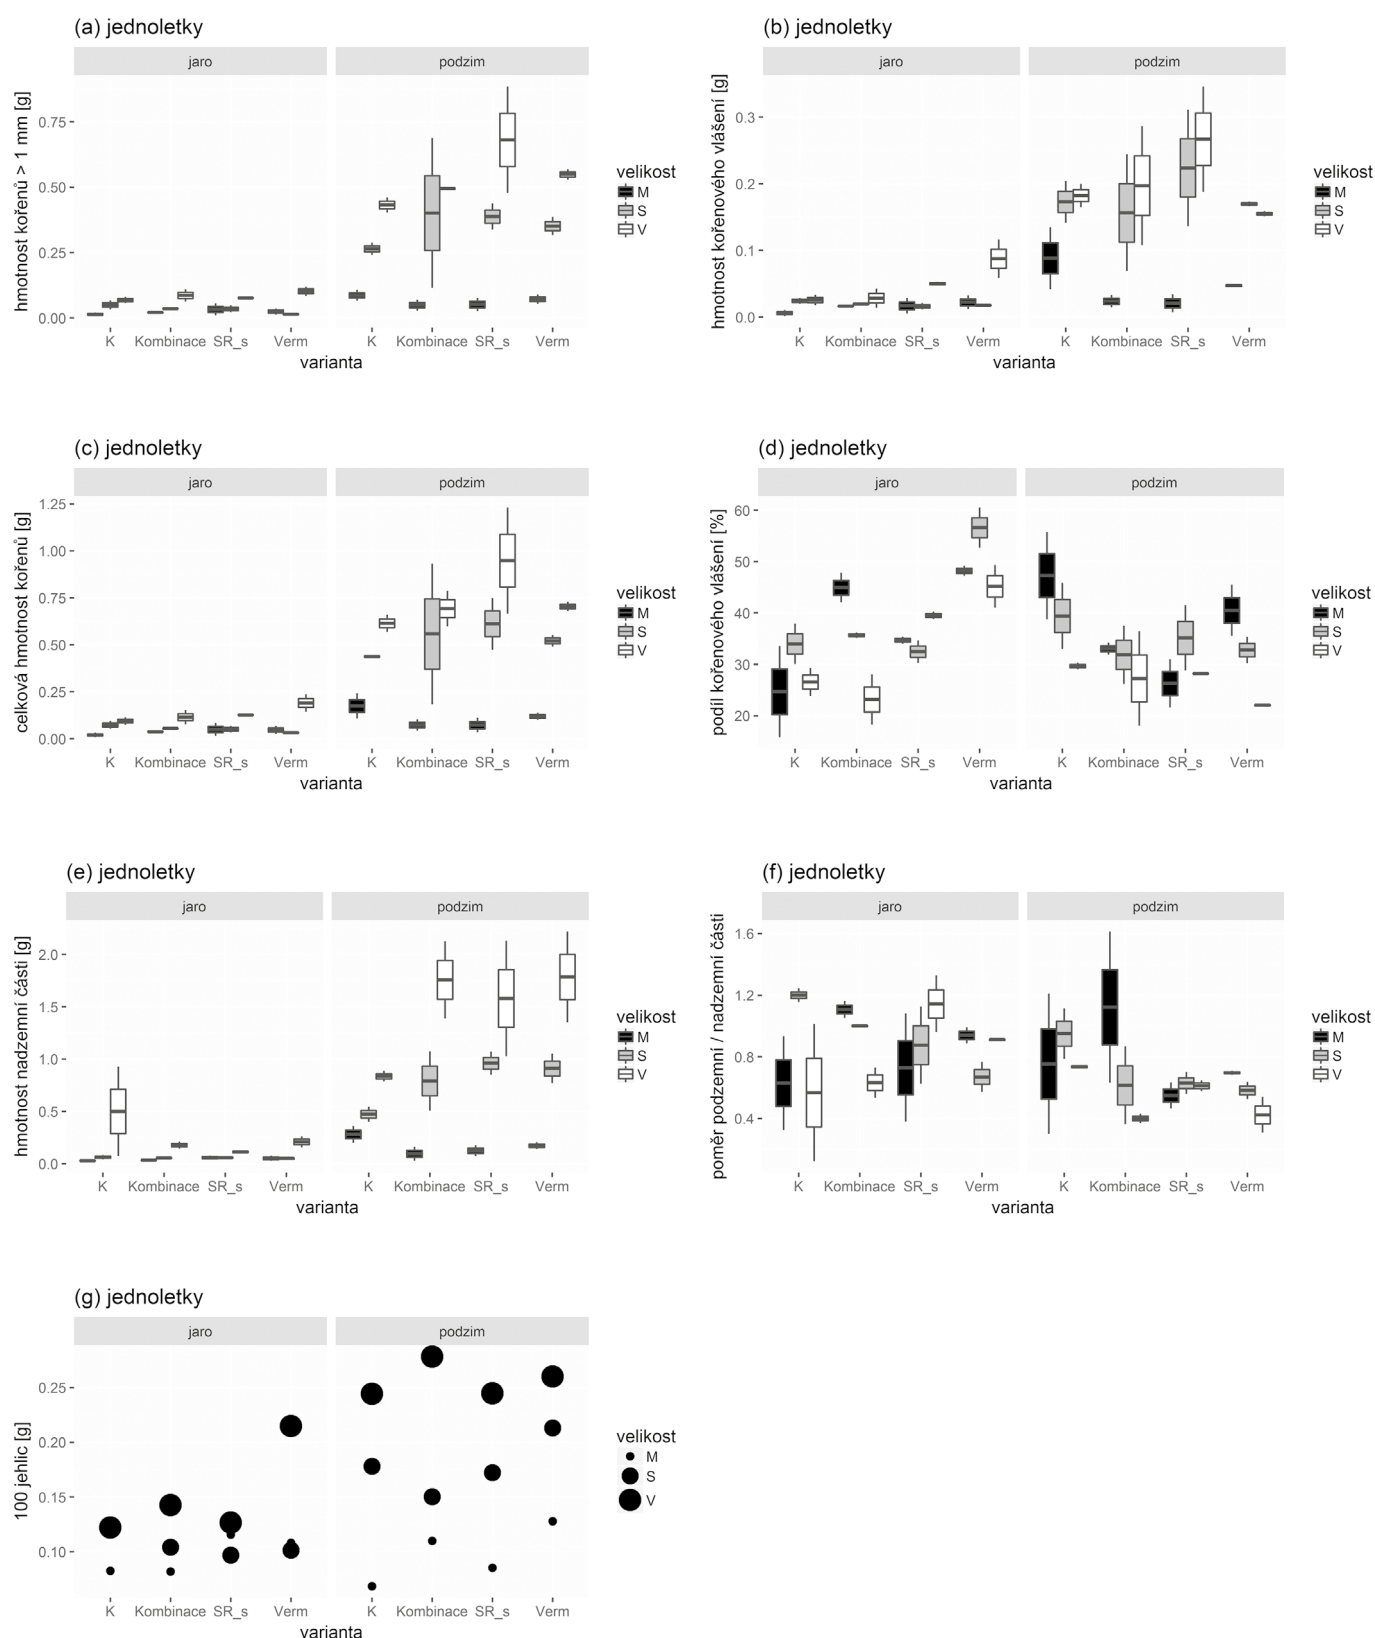 (a) jednoletky
jaro podzim
hmotnost kořenů > 1 mm [g]
0.75
0.50
0.25
0.00
K Kombinace SR_s Verm K Kombinace SR_s Verm
varianta
velikost
M
S
V
(b) jednoletky
jaro podzim
hmotnost kořenového vlášení [g]
0.3
0.2
0.1
0.0
K Kombinace SR_s Verm K Kombinace SR_s Verm
varianta
velikost
M
S
V
(c) jednoletky
jaro podzim
celková hmotnost kořenů [g]
1.25
1.00
0.75
0.50
0.25
0.00
K Kombinace SR_s Verm K Kombinace SR_s Verm
varianta
velikost
M
S
V
(d) jednoletky
jaro podzim
podíl kořenového vlášení [%]
60
50
40
30
20
K Kombinace SR_s Verm K Kombinace SR_s Verm
varianta
velikost
M
S
V
(e) jednoletky
jaro podzim
hmotnost nadzemní části [g]
2.0
1.5
1.0
0.5
0.0
K Kombinace SR_s Verm K Kombinace SR_s Verm
varianta
velikost
M
S
V
(f) jednoletky
jaro podzim
poměr podzemní / nadzemní části
1.6
1.2
0.8
0.4
K Kombinace SR_s Verm K Kombinace SR_s Verm
varianta
velikost
M
S
V
(g) jednoletky
jaro podzim
100 jehlic [g]
0.25
0.20
0.15
0.10
K Kombinace SR_s Verm K Kombinace SR_s Verm
varianta
velikost
M
S
V